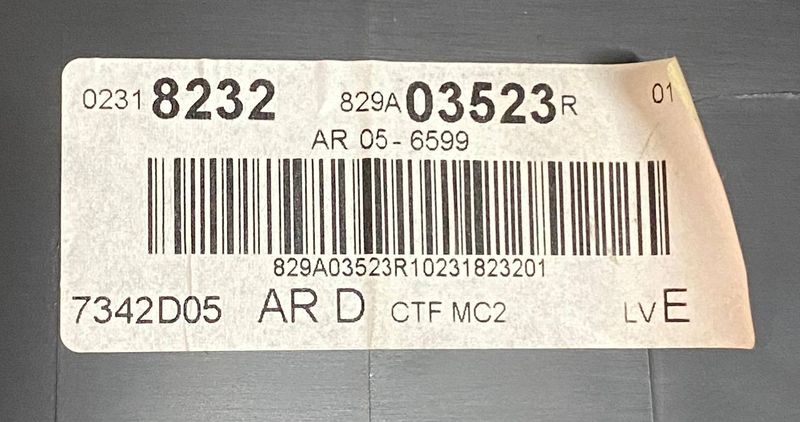 0231 8232 829A 03523 R 01
AR 05-6599
829A03523R10231823201
7342D05 AR D CTF MC2 LV E